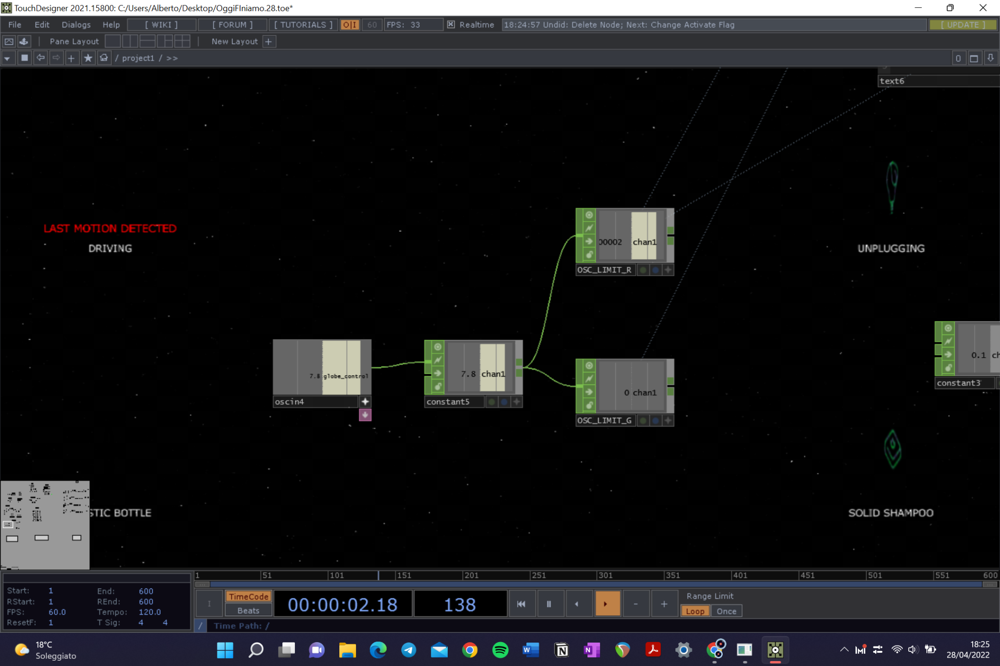 TouchDesigner 2021.15800: C:/Users/Alberto/Desktop/OggiFIniamo.28.toe*
File Edit Dialogs Help [ WIKI ] [ FORUM ] [ TUTORIALS ] O|I 60 FPS: 33 Realtime 18:24:57 Undid: Delete Node; Next: Change Activate Flag [ UPDATE ]
Pane Layout New Layout +
/ project1 / >> 0
text6
LAST MOTION DETECTED
DRIVING
00002 chan1
OSC_LIMIT_R
UNPLUGGING
7.8 globe_control
oscin4
7.8 chan1
constant5
0 chan1
OSC_LIMIT_G
0.1 ch
constant3
STIC BOTTLE
SOLID SHAMPOO
1 51 101 151 201 251 301 351 401 451 501 551 600
Start: 1 End: 600
RStart: 1 REnd: 600
FPS: 60.0 Tempo: 120.0
ResetF: 1 T Sig: 4 4
TimeCode
Beats
00:00:02.18
138
Range Limit
Loop Once
/ Time Path: /
18°C
Soleggiato
18:25
28/04/2022